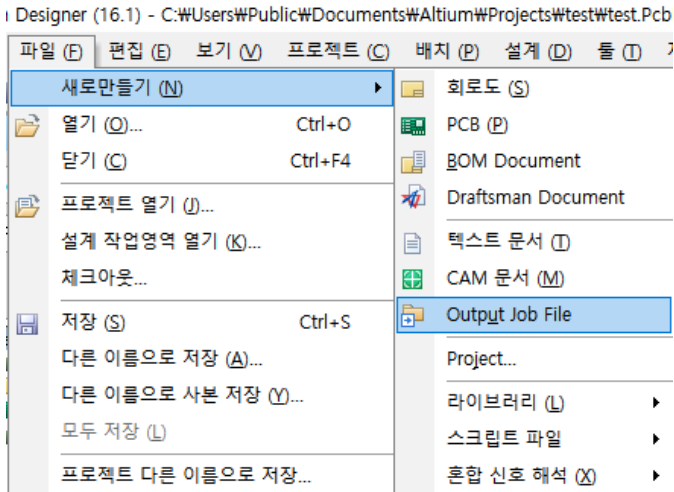 Designer (16.1) - C:₩Users₩Public₩Documents₩Altium₩Projects₩test₩test.Pcb
파일 (F) 편집 (E) 보기 (V) 프로젝트 (C) 배치 (P) 설계 (D) 툴 (T)
새로만들기 (N)
열기 (O)... Ctrl+O
닫기 (C) Ctrl+F4
프로젝트 열기 (J)...
설계 작업영역 열기 (K)...
체크아웃...
저장 (S) Ctrl+S
다른 이름으로 저장 (A)...
다른 이름으로 사본 저장 (Y)...
모두 저장 (L)
프로젝트 다른 이름으로 저장...
회로도 (S)
PCB (P)
BOM Document
Draftsman Document
텍스트 문서 (T)
CAM 문서 (M)
Output Job File
Project...
라이브러리 (L)
스크립트 파일
혼합 신호 해석 (X)